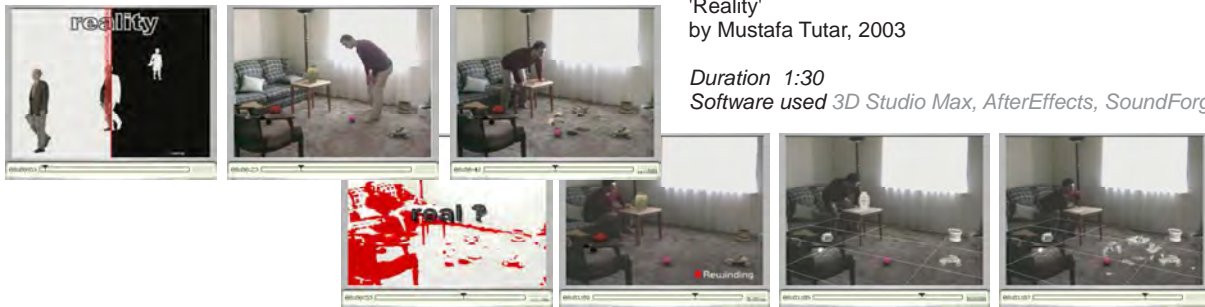 'Reality'
by Mustafa Tutar, 2003
Duration 1:30
Software used 3D Studio Max, AfterEffects, SoundForg
reality
real ?
Rewinding